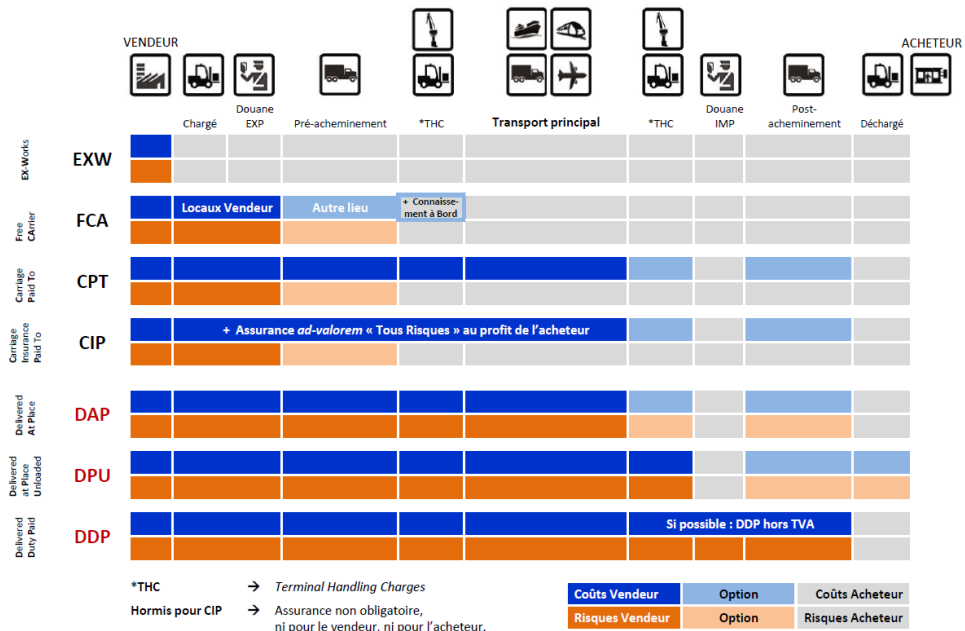 VENDEUR
ACHETEUR
Chargé
Douane
EXP
Pré-acheminement
*THC
Transport principal
*THC
Douane
IMP
Post-
acheminement
Déchargé
EX-Works
EXW
Free
CArrier
FCA
Locaux Vendeur
Autre lieu
+ Connaisse-
ment à Bord
Carriage
Paid To
CPT
Carriage
Insurance
Paid To
CIP
+ Assurance ad-valorem « Tous Risques » au profit de l'acheteur
Delivered
At Place
DAP
Delivered
at Place
Unloaded
DPU
Delivered
Duty Paid
DDP
Si possible : DDP hors TVA
*THC → Terminal Handling Charges
Hormis pour CIP → Assurance non obligatoire,
ni pour le vendeur, ni pour l'acheteur.
Coûts Vendeur
Option
Coûts Acheteur
Risques Vendeur
Option
Risques Acheteur